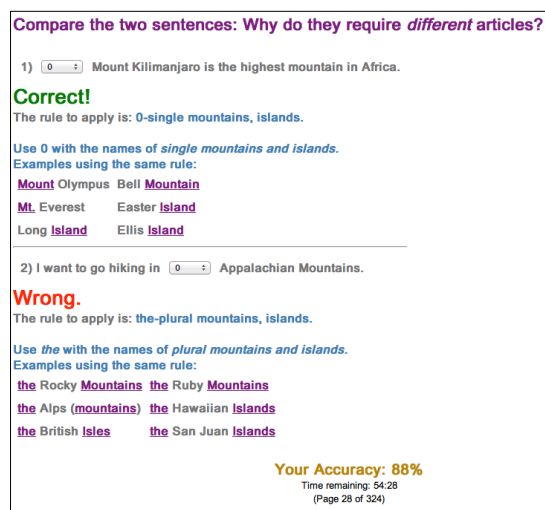 Compare the two sentences: Why do they require different articles?
1) 0 Mount Kilimanjaro is the highest mountain in Africa.
Correct!
The rule to apply is: 0-single mountains, islands.
Use 0 with the names of single mountains and islands.
Examples using the same rule:
Mount Olympus Bell Mountain
Mt. Everest Easter Island
Long Island Ellis Island
2) I want to go hiking in 0 Appalachian Mountains.
Wrong.
The rule to apply is: the-plural mountains, islands.
Use the with the names of plural mountains and islands.
Examples using the same rule:
the Rocky Mountains the Ruby Mountains
the Alps (mountains) the Hawaiian Islands
the British Isles the San Juan Islands
Your Accuracy: 88%
Time remaining: 54:28
(Page 28 of 324)